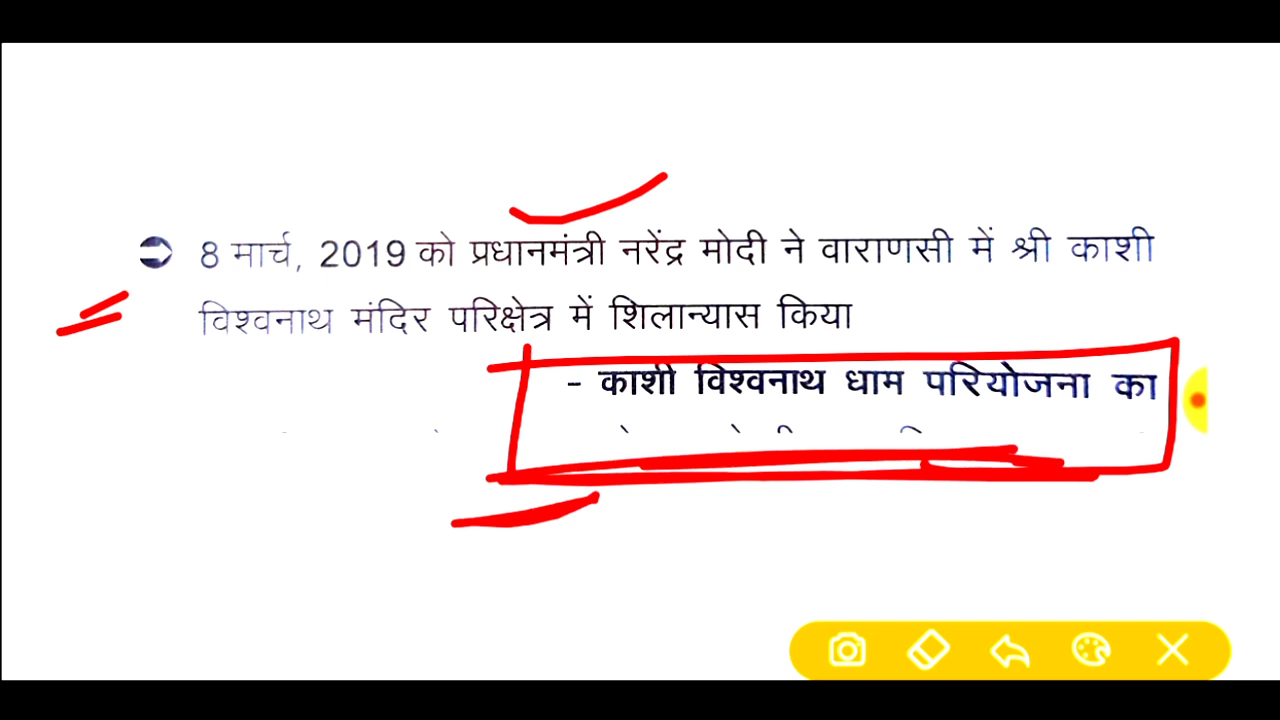 ➲ 8 मार्च, 2019 को प्रधानमंत्री नरेंद्र मोदी ने वाराणसी में श्री काशी
विश्वनाथ मंदिर परिक्षेत्र में शिलान्यास किया
- काशी विश्वनाथ धाम परियोजना का